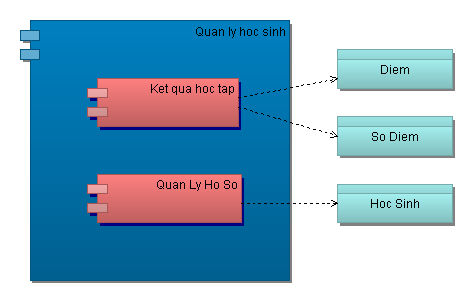 Quan ly hoc sinh
Ket qua hoc tap
Diem
So Diem
Quan Ly Ho So
Hoc Sinh